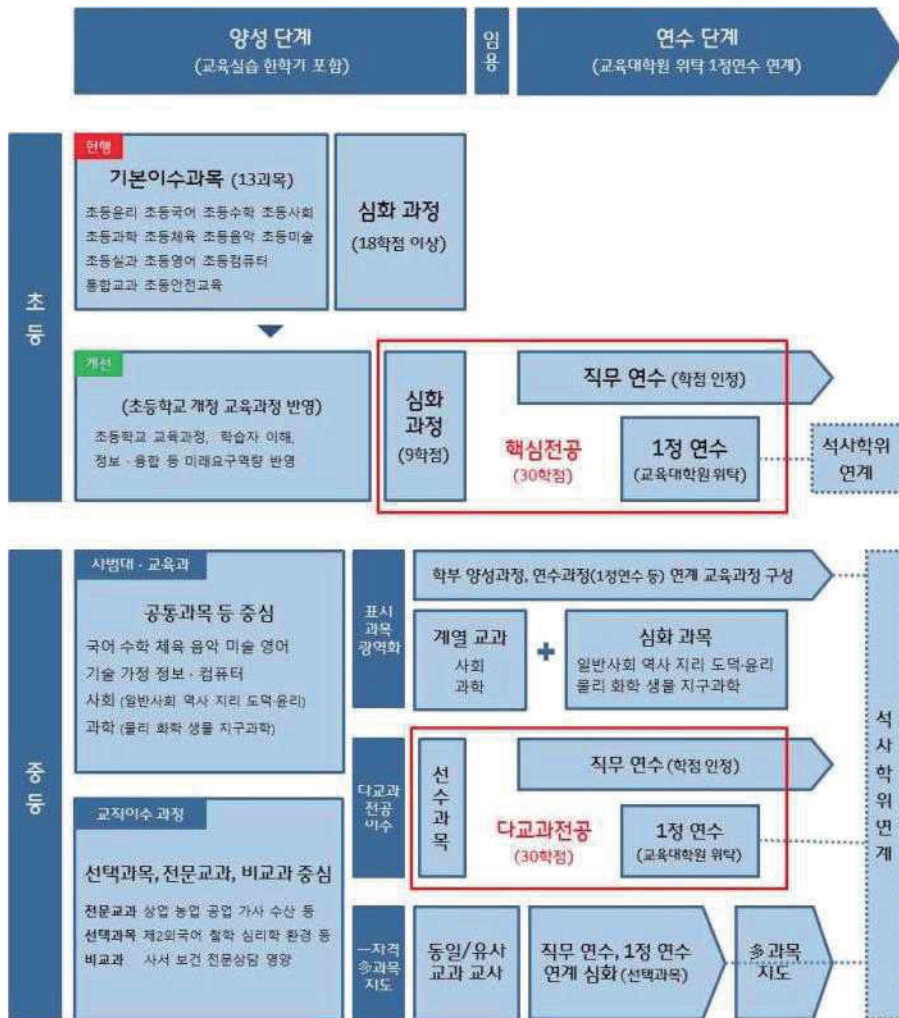 양성 단계
(교육실습 한학기 포함)
임용
연수 단계
(교육대학원 위탁 1정연수 연계)
초등
현행
기본이수과목 (13과목)
초등윤리 초등국어 초등수학 초등사회
초등과학 초등체육 초등음악 초등미술
초등실과 초등영어 초등컴퓨터
통합교과 초등안전교육
심화 과정
(18학점 이상)
개선
(초등학교 개정 교육과정 반영)
초등학교 교육과정, 학습자 이해,
정보·융합 등 미래요구역량 반영
심화
과정
(9학점)
핵심전공
(30학점)
직무 연수 (학점 인정)
1정 연수
(교육대학원 위탁)
석사학위
연계
중등
사범대·교육과
공통과목 등 중심
국어 수학 체육 음악 미술 영어
기술 가정 정보·컴퓨터
사회 (일반사회 역사 지리 도덕·윤리)
과학 (물리 화학 생물 지구과학)
교직이수 과정
선택과목, 전문교과, 비교과 중심
전문교과 상업 농업 공업 가사 수산 등
선택과목 제2외국어 철학 심리학 환경 등
비교과 사서 보건 전문상담 영양
표시
과목
광역화
학부 양성과정, 연수과정(1정연수 등) 연계 교육과정 구성
계열 교과
사회
과학
+
심화 과목
일반사회 역사 지리 도덕·윤리
물리 화학 생물 지구과학
다교과
전공
이수
선수과목
다교과전공
(30학점)
직무 연수 (학점 인정)
1정 연수
(교육대학원 위탁)
一자격
多과목
지도
동일/유사
교과 교사
직무 연수, 1정 연수
연계 심화 (선택과목)
多과목
지도
석사학위연계